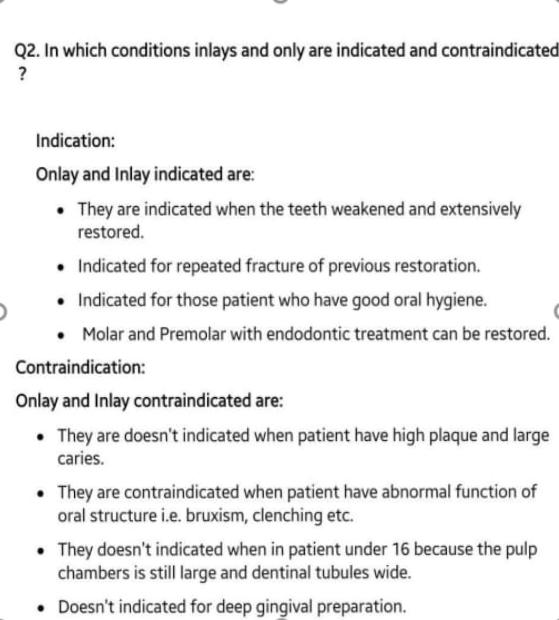 Q2. In which conditions inlays and only are indicated and contraindicated
?
Indication:
Onlay and Inlay indicated are:
• They are indicated when the teeth weakened and extensively
restored.
• Indicated for repeated fracture of previous restoration.
• Indicated for those patient who have good oral hygiene.
• Molar and Premolar with endodontic treatment can be restored.
Contraindication:
Onlay and Inlay contraindicated are:
• They are doesn't indicated when patient have high plaque and large
caries.
• They are contraindicated when patient have abnormal function of
oral structure i.e. bruxism, clenching etc.
• They doesn't indicated when in patient under 16 because the pulp
chambers is still large and dentinal tubules wide.
• Doesn't indicated for deep gingival preparation.